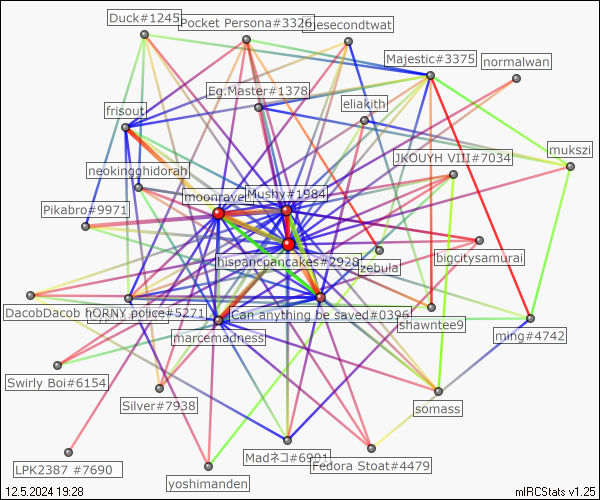 Duck#1245
Pocket Persona#3326
Majestic#3375
normalwan
Eg.Master#1378
eliakith
frisout
mukszi
JKOUYH VIII#7034
neokingghidorah
moonrave
Mushy#1984
Pikabro#9971
hispancpancakes#2928
zebula
bigcitysamurai
DacobDacob
hORNY police#5271
Can anything be saved#0396
shawntee9
marcemadness
ming#4742
Swirly Boi#6154
Silver#7938
somass
Madネコ#6901
Fedora Stoat#4479
LPK2387 #7690
yoshimanden
12.5.2024 19:28
mIRCStats v1.25